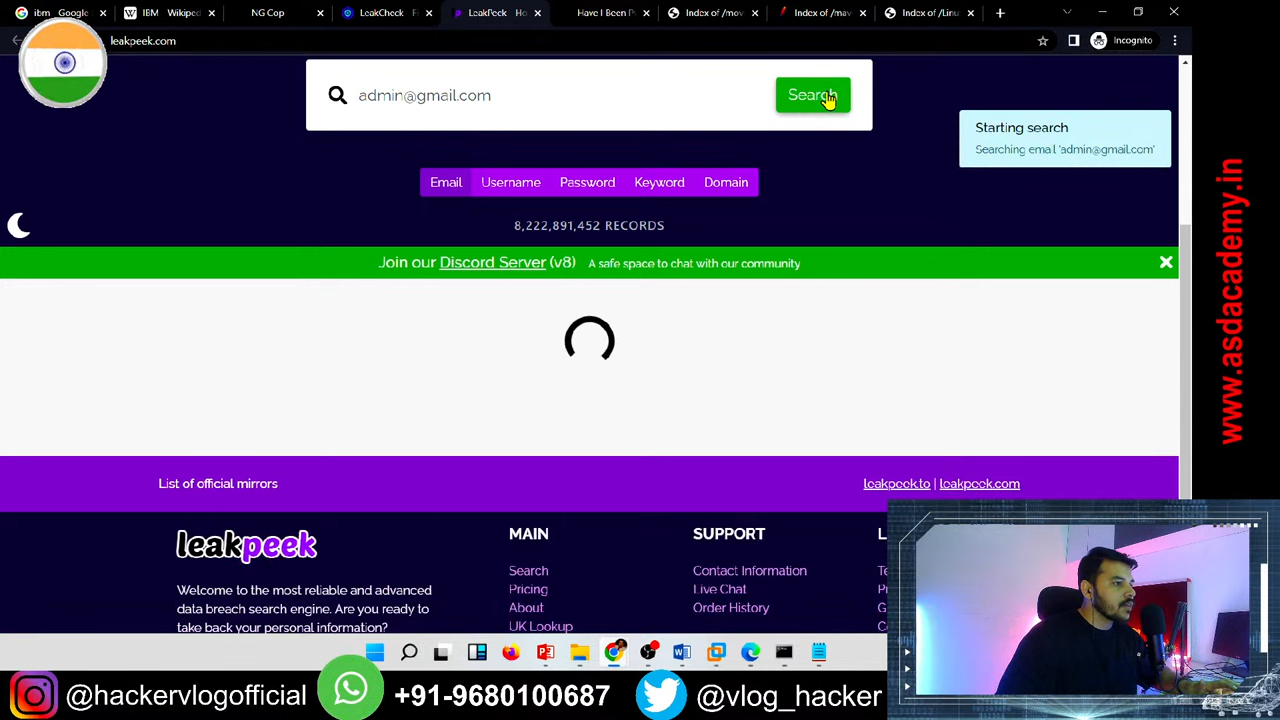 ibm - Google
IBM - Wikiped
NG Cop
LeakCheck - Fi
LeakCheck Ho
Have I Been P
Index of /mov
Index of /mav
Index of /Linu
leakpeek.com
Incognito
admin@gmail.com
Search
Starting search
Searching email 'admin@gmail.com'
Email
Username
Password
Keyword
Domain
8,222,891,452 RECORDS
Join our Discord Server (v8) A safe space to chat with our community
List of official mirrors
leakpeek.to | leakpeek.com
leakpeek
Welcome to the most reliable and advanced
data breach search engine. Are you ready to
take back your personal information?
MAIN
Search
Pricing
About
UK Lookup
SUPPORT
Contact Information
Live Chat
Order History
L
www.asdacademy.in
@hackervlogofficial
+91-9680100687
@vlog_hacker